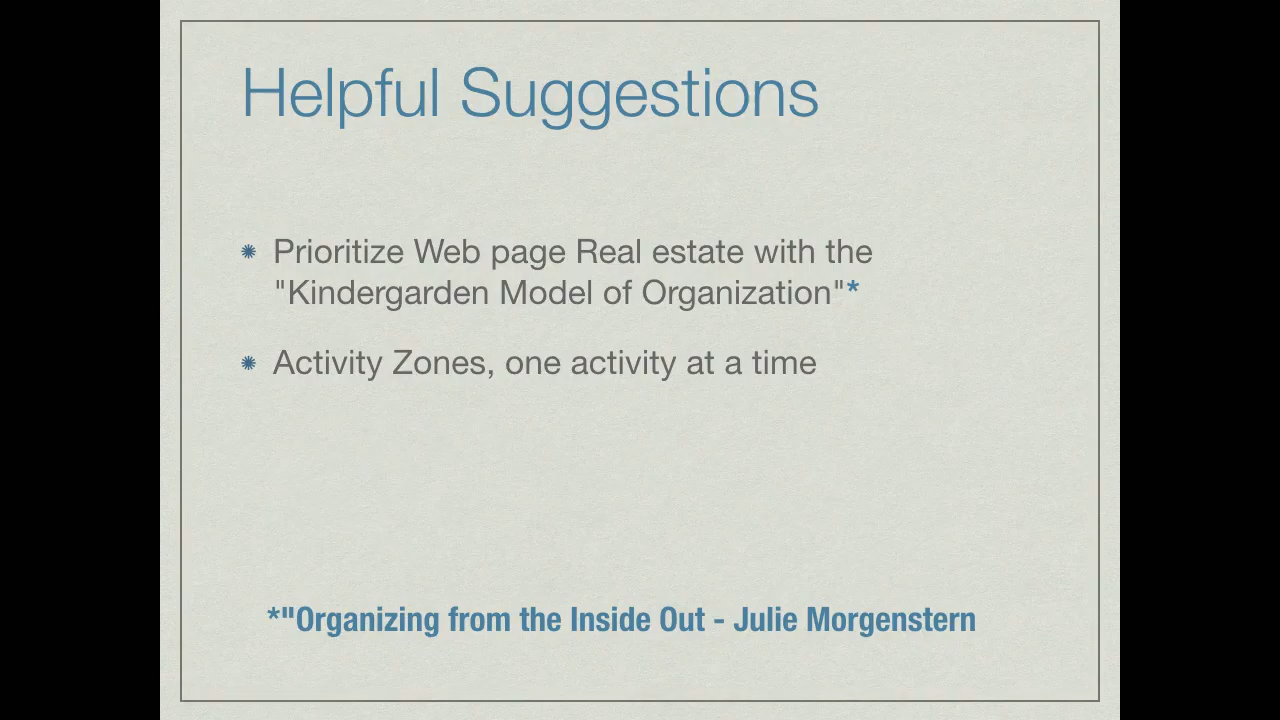 Helpful Suggestions
Prioritize Web page Real estate with the
"Kindergarden Model of Organization"*
Activity Zones, one activity at a time
*"Organizing from the Inside Out - Julie Morgenstern